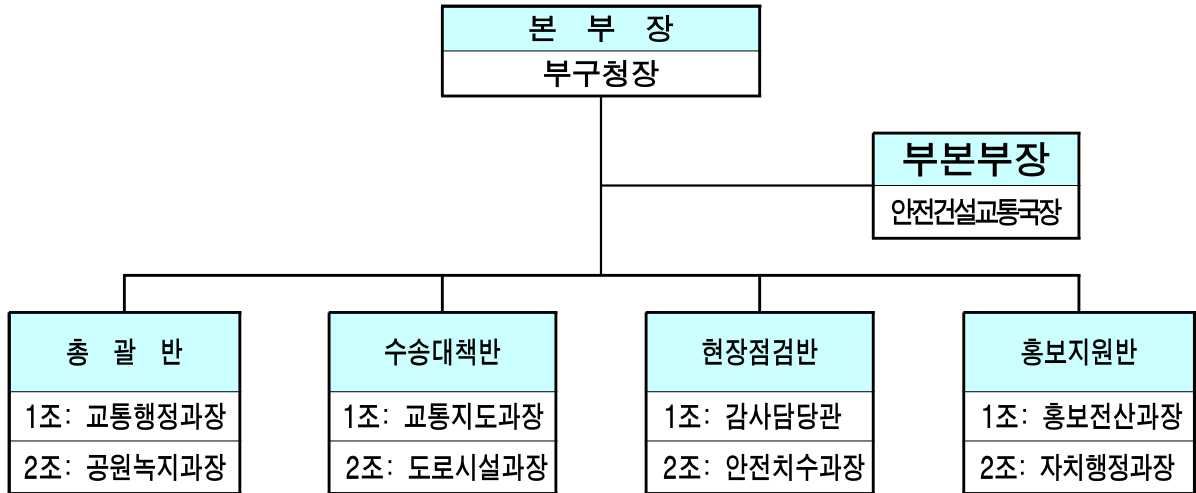 본 부 장
부구청장
부본부장
안전건설교통국장
총 괄 반
1조: 교통행정과장
2조: 공원녹지과장
수송대책반
1조: 교통지도과장
2조: 도로시설과장
현장점검반
1조: 감사담당관
2조: 안전치수과장
홍보지원반
1조: 홍보전산과장
2조: 자치행정과장